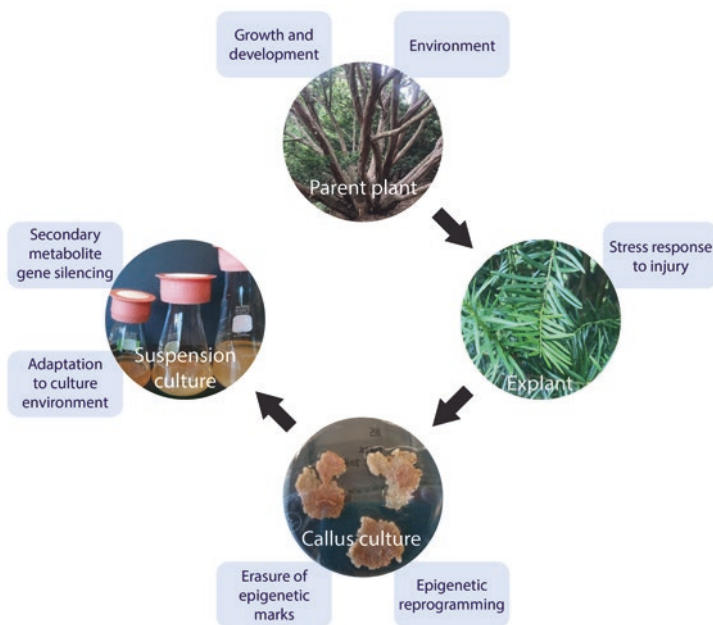 Growth and
development
Environment
Parent plant
Secondary
metabolite
gene silencing
Stress response
to injury
Suspension
culture
Adaptation
to culture
environment
Explant
Callus culture
Erasure of
epigenetic
marks
Epigenetic
reprogramming